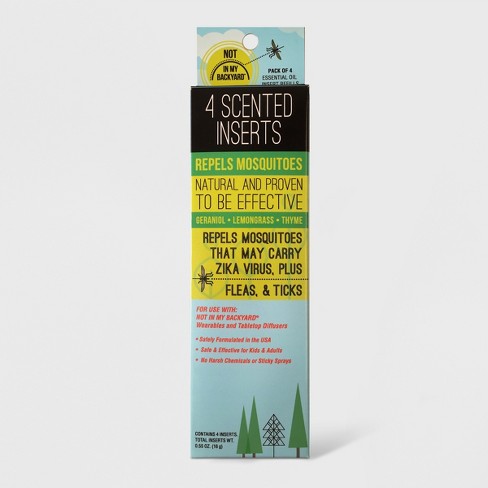 NOT
IN MY
BACKYARD
PACK OF 4
ESSENTIAL OIL
INSERT REFILLS
4 SCENTED
INSERTS
REPELS MOSQUITOES
NATURAL AND PROVEN
TO BE EFFECTIVE
GERANIOL • LEMONGRASS • THYME
REPELS MOSQUITOES
THAT MAY CARRY
ZIKA VIRUS, PLUS
FLEAS, & TICKS
FOR USE WITH:
NOT IN MY BACKYARD®
Wearables and Tabletop Diffusers
• Safely Formulated in the USA
• Safe & Effective for Kids & Adults
• No Harsh Chemicals or Sticky Sprays
CONTAINS 4 INSERTS.
TOTAL INSERTS WT.
0.55 OZ. (16 g)